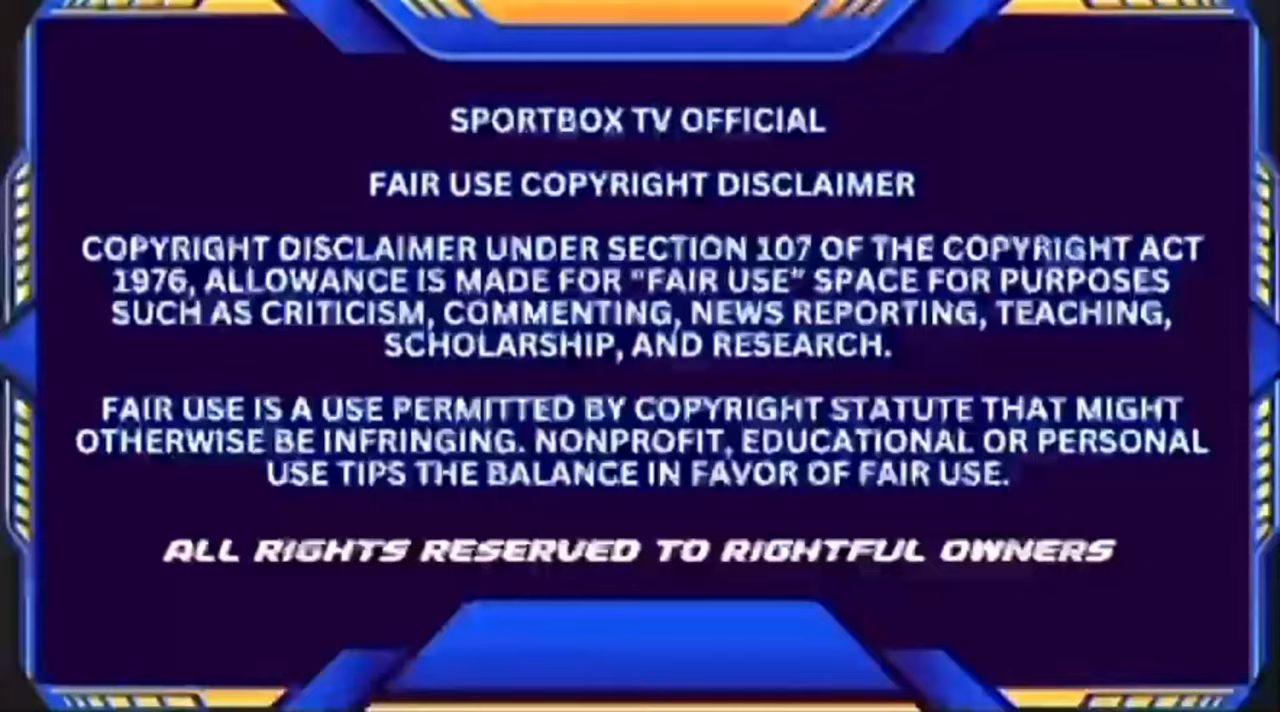 SPORTBOX TV OFFICIAL
FAIR USE COPYRIGHT DISCLAIMER
COPYRIGHT DISCLAIMER UNDER SECTION 107 OF THE COPYRIGHT ACT
1976, ALLOWANCE IS MADE FOR "FAIR USE" SPACE FOR PURPOSES
SUCH AS CRITICISM, COMMENTING, NEWS REPORTING, TEACHING,
SCHOLARSHIP, AND RESEARCH.
FAIR USE IS A USE PERMITTED BY COPYRIGHT STATUTE THAT MIGHT
OTHERWISE BE INFRINGING. NONPROFIT, EDUCATIONAL OR PERSONAL
USE TIPS THE BALANCE IN FAVOR OF FAIR USE.
ALL RIGHTS RESERVED TO RIGHTFUL OWNERS